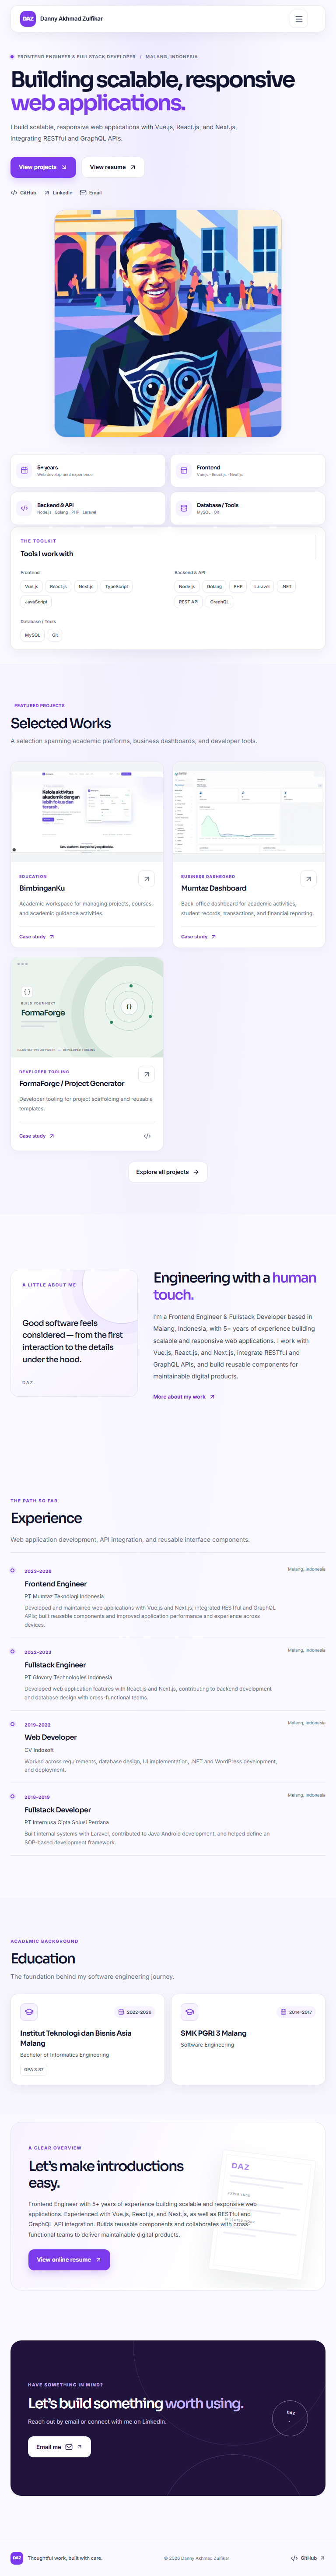 DAZ
Danny Akhmad Zulfikar
FRONTEND ENGINEER & FULLSTACK DEVELOPER / MALANG, INDONESIA
Building scalable, responsive
web applications.
I build scalable, responsive web applications with Vue.js, React.js, and Next.js,
integrating RESTful and GraphQL APIs.
View projects
View resume
GitHub
LinkedIn
Email
5+ years
Web development experience
Frontend
Vue.js · React.js · Next.js
Backend & API
Node.js · Golang · PHP · Laravel
Database / Tools
MySQL · Git
THE TOOLKIT
Tools I work with
Frontend
Vue.js
React.js
Next.js
TypeScript
JavaScript
Backend & API
Node.js
Golang
PHP
Laravel
.NET
REST API
GraphQL
Database / Tools
MySQL
Git
FEATURED PROJECTS
Selected Works
A selection spanning academic platforms, business dashboards, and developer tools.
Kelola aktivitas
akademik dengan
lebih fokus dan
terarah.
EDUCATION
BimbinganKu
Academic workspace for managing projects, courses,
and academic guidance activities.
Case study
BUSINESS DASHBOARD
Mumtaz Dashboard
Back-office dashboard for academic activities,
student records, transactions, and financial reporting.
Case study
BUILD YOUR NEXT
FormaForge
DEVELOPER TOOLING
FormaForge / Project Generator
Developer tooling for project scaffolding and reusable
templates.
Case study
Explore all projects
A LITTLE ABOUT ME
Good software feels
considered — from the first
interaction to the details
under the hood.
DAZ.
Engineering with a human
touch.
I'm a Frontend Engineer & Fullstack Developer based in
Malang, Indonesia, with 5+ years of experience building
scalable and responsive web applications. I work with
Vue.js, React.js, and Next.js, integrate RESTful and
GraphQL APIs, and build reusable components for
maintainable digital products.
More about my work
THE PATH SO FAR
Experience
Web application development, API integration, and reusable interface components.
2023–2026
Malang, Indonesia
Frontend Engineer
PT Mumtaz Teknologi Indonesia
Developed and maintained web applications with Vue.js and Next.js; integrated RESTful and GraphQL
APIs; built reusable components and improved application performance and experience across
devices.
2022–2023
Malang, Indonesia
Fullstack Engineer
PT Glovory Technologies Indonesia
Developed web application features with React.js and Next.js, contributing to backend development
and database design with cross-functional teams.
2019–2022
Malang, Indonesia
Web Developer
CV Indosoft
Worked across requirements, database design, UI implementation, .NET and WordPress development,
and deployment.
2018–2019
Malang, Indonesia
Fullstack Developer
PT Internusa Cipta Solusi Perdana
Built internal systems with Laravel, contributed to Java Android development, and helped define an
SOP-based development framework.
ACADEMIC BACKGROUND
Education
The foundation behind my software engineering journey.
2022–2026
Institut Teknologi dan Bisnis Asia
Malang
Bachelor of Informatics Engineering
GPA 3.87
2014–2017
SMK PGRI 3 Malang
Software Engineering
A CLEAR OVERVIEW
Let's make introductions
easy.
Frontend Engineer with 5+ years of experience building scalable and responsive web
applications. Experienced with Vue.js, React.js, and Next.js, as well as RESTful and
GraphQL API integration. Builds reusable components and collaborates with cross-
functional teams to deliver maintainable digital products.
View online resume
DAZ
EXPERIENCE
HAVE SOMETHING IN MIND?
Let's build something worth using.
Reach out by email or connect with me on LinkedIn.
Email me
DAZ
DAZ
Thoughtful work, built with care.
© 2026 Danny Akhmad Zulfikar
GitHub